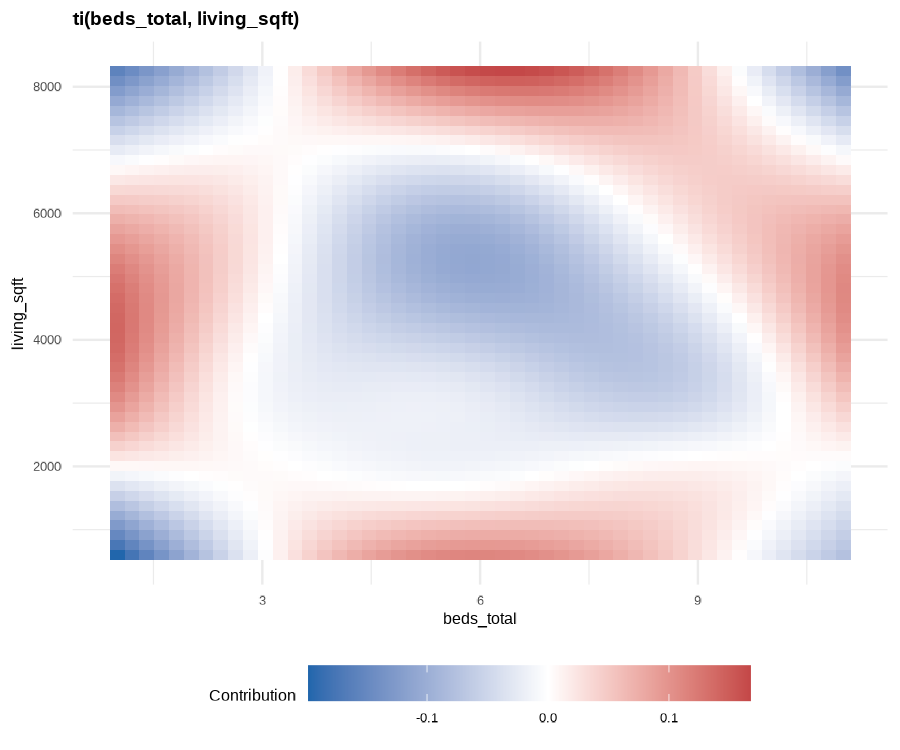 ti(beds_total, living_sqft)
8000
6000
4000
2000
living_sqft
3 6 9
beds_total
Contribution
-0.1 0.0 0.1